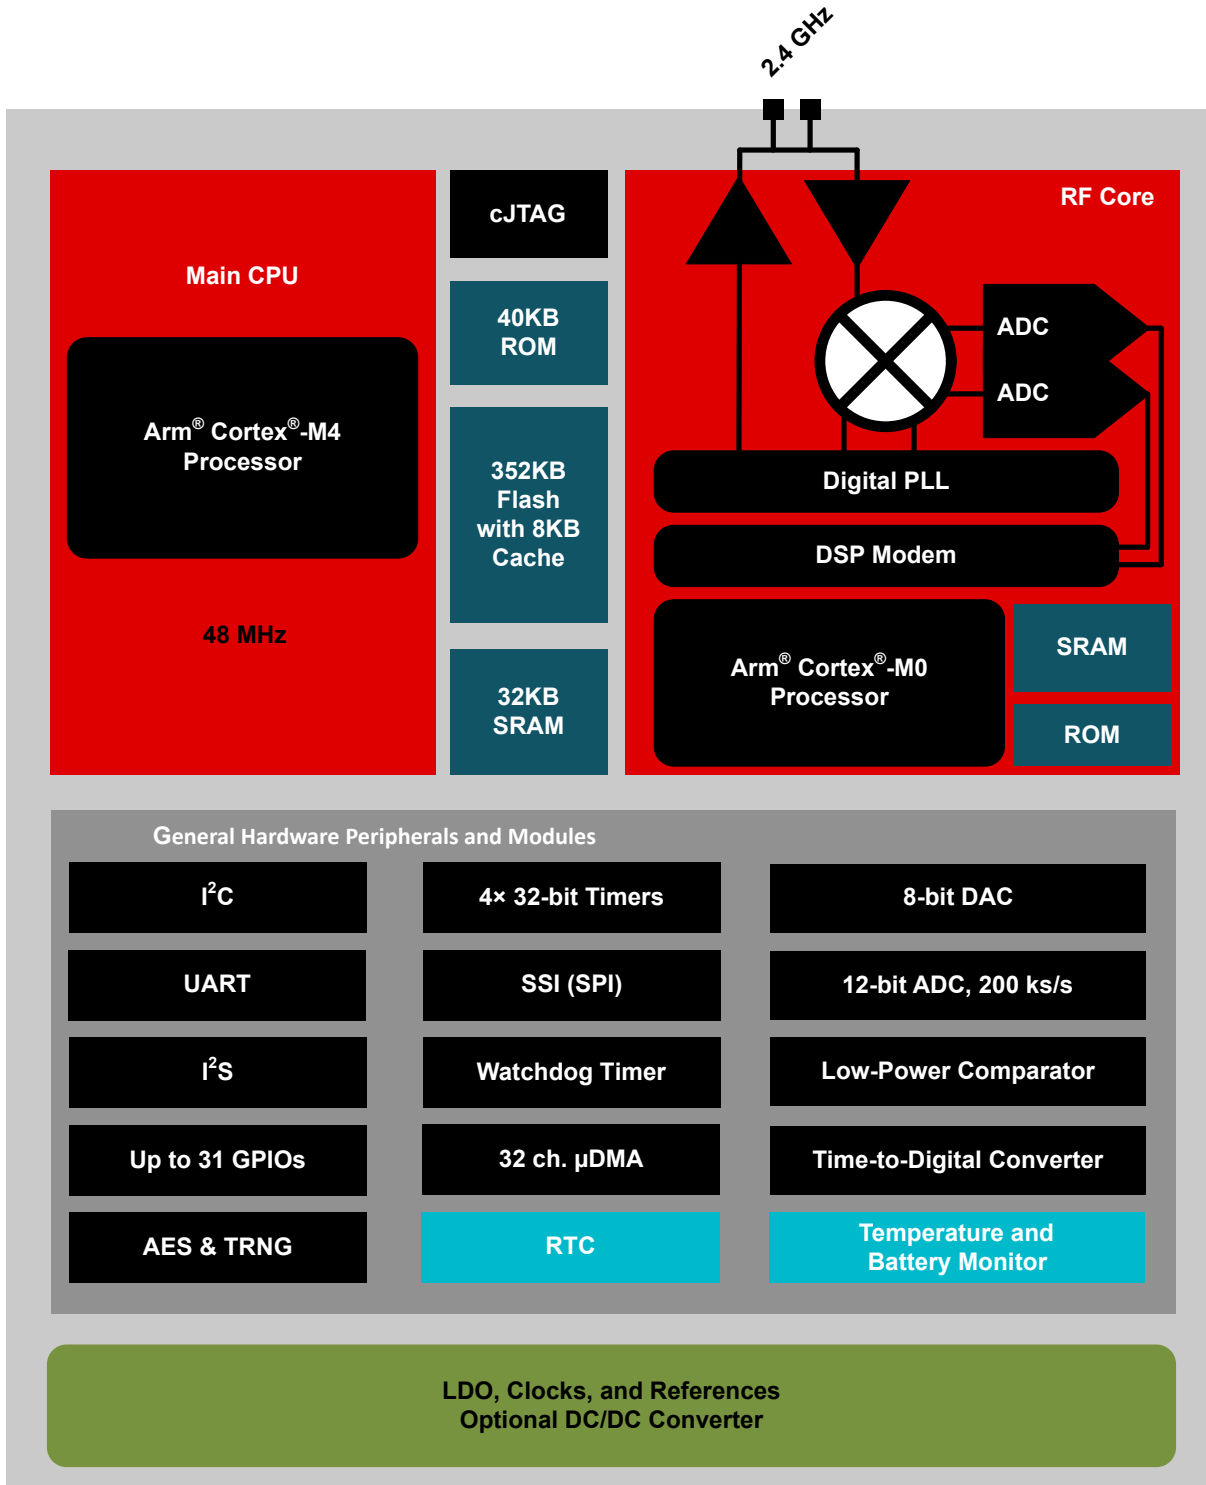 2.4 GHz
Main CPU
Arm® Cortex®-M4
Processor
48 MHz
cJTAG
40KB
ROM
352KB
Flash
with 8KB
Cache
32KB
SRAM
RF Core
ADC
ADC
Digital PLL
DSP Modem
Arm® Cortex®-M0
Processor
SRAM
ROM
General Hardware Peripherals and Modules
I²C
4× 32-bit Timers
8-bit DAC
UART
SSI (SPI)
12-bit ADC, 200 ks/s
I²S
Watchdog Timer
Low-Power Comparator
Up to 31 GPIOs
32 ch. µDMA
Time-to-Digital Converter
AES & TRNG
RTC
Temperature and
Battery Monitor
LDO, Clocks, and References
Optional DC/DC Converter